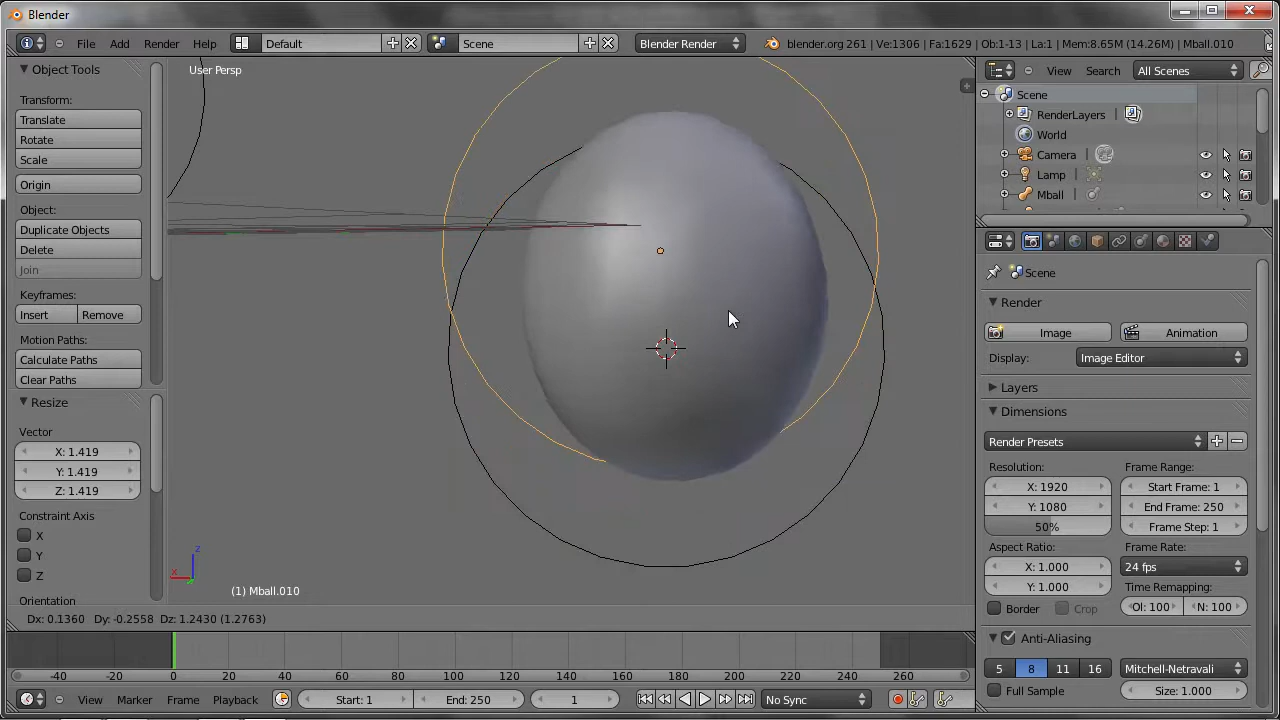 Blender
File Add Render Help Default Scene Blender Render blender.org 261 | Ve:1306 | Fa:1629 | Ob:1-13 | La:1 | Mem:8.65M (14.26M) | Mball.010
Object Tools
User Persp
View Search All Scenes
Transform:
Translate
Rotate
Scale
Origin
Object:
Duplicate Objects
Delete
Join
Keyframes:
Insert Remove
Motion Paths:
Calculate Paths
Clear Paths
Resize
Vector
X: 1.419
Y: 1.419
Z: 1.419
Constraint Axis
X
Y
Z
Orientation
z
x
(1) Mball.010
Dx: 0.1360 Dy: -0.2558 Dz: 1.2430 (1.2763)
Scene
RenderLayers
World
Camera
Lamp
Mball
Scene
Render
Image Animation
Display: Image Editor
Layers
Dimensions
Render Presets
Resolution: Frame Range:
X: 1920 Start Frame: 1
Y: 1080 End Frame: 250
50% Frame Step: 1
Aspect Ratio: Frame Rate:
X: 1.000 24 fps
Y: 1.000 Time Remapping:
Border Crop Ol: 100 N: 100
Anti-Aliasing
5 8 11 16 Mitchell-Netravali
Full Sample Size: 1.000
-40 -20 0 20 40 60 80 100 120 140 160 180 200 220 240 260
View Marker Frame Playback Start: 1 End: 250 1 No Sync